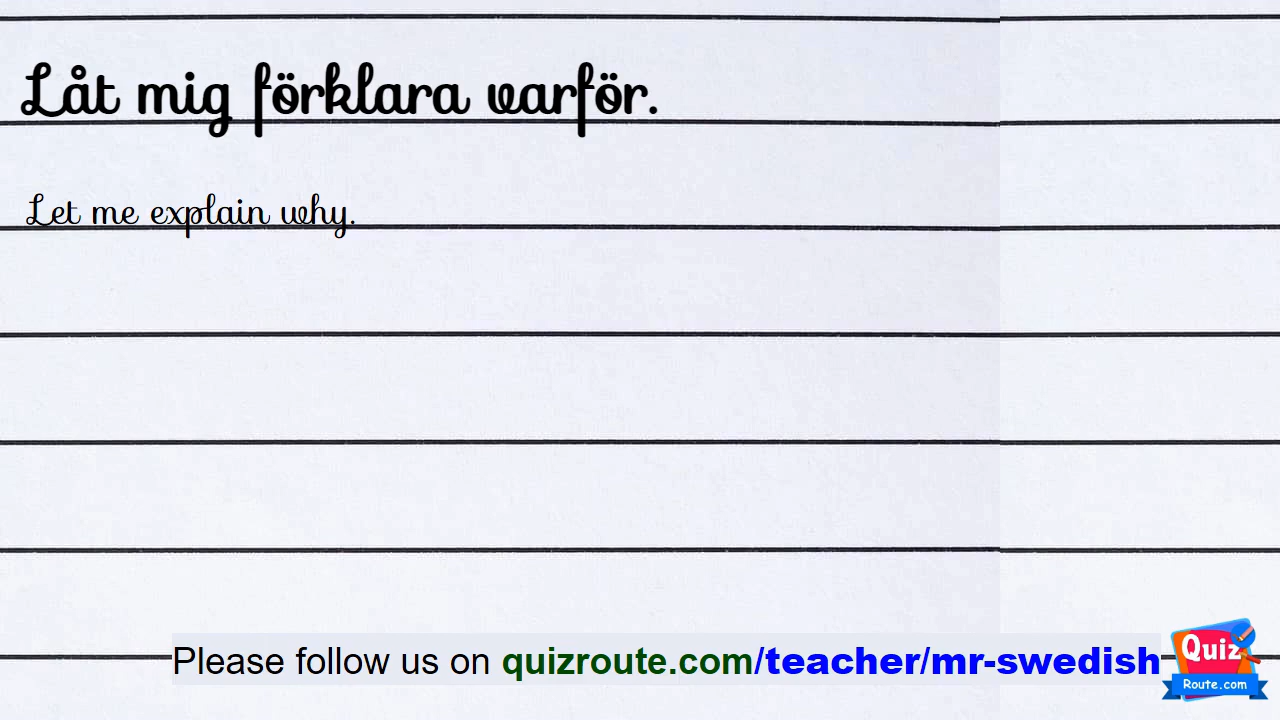 Låt mig förklara varför.
Let me explain why.
Please follow us on quizroute.com/teacher/mr-swedish
Quiz
Route.com